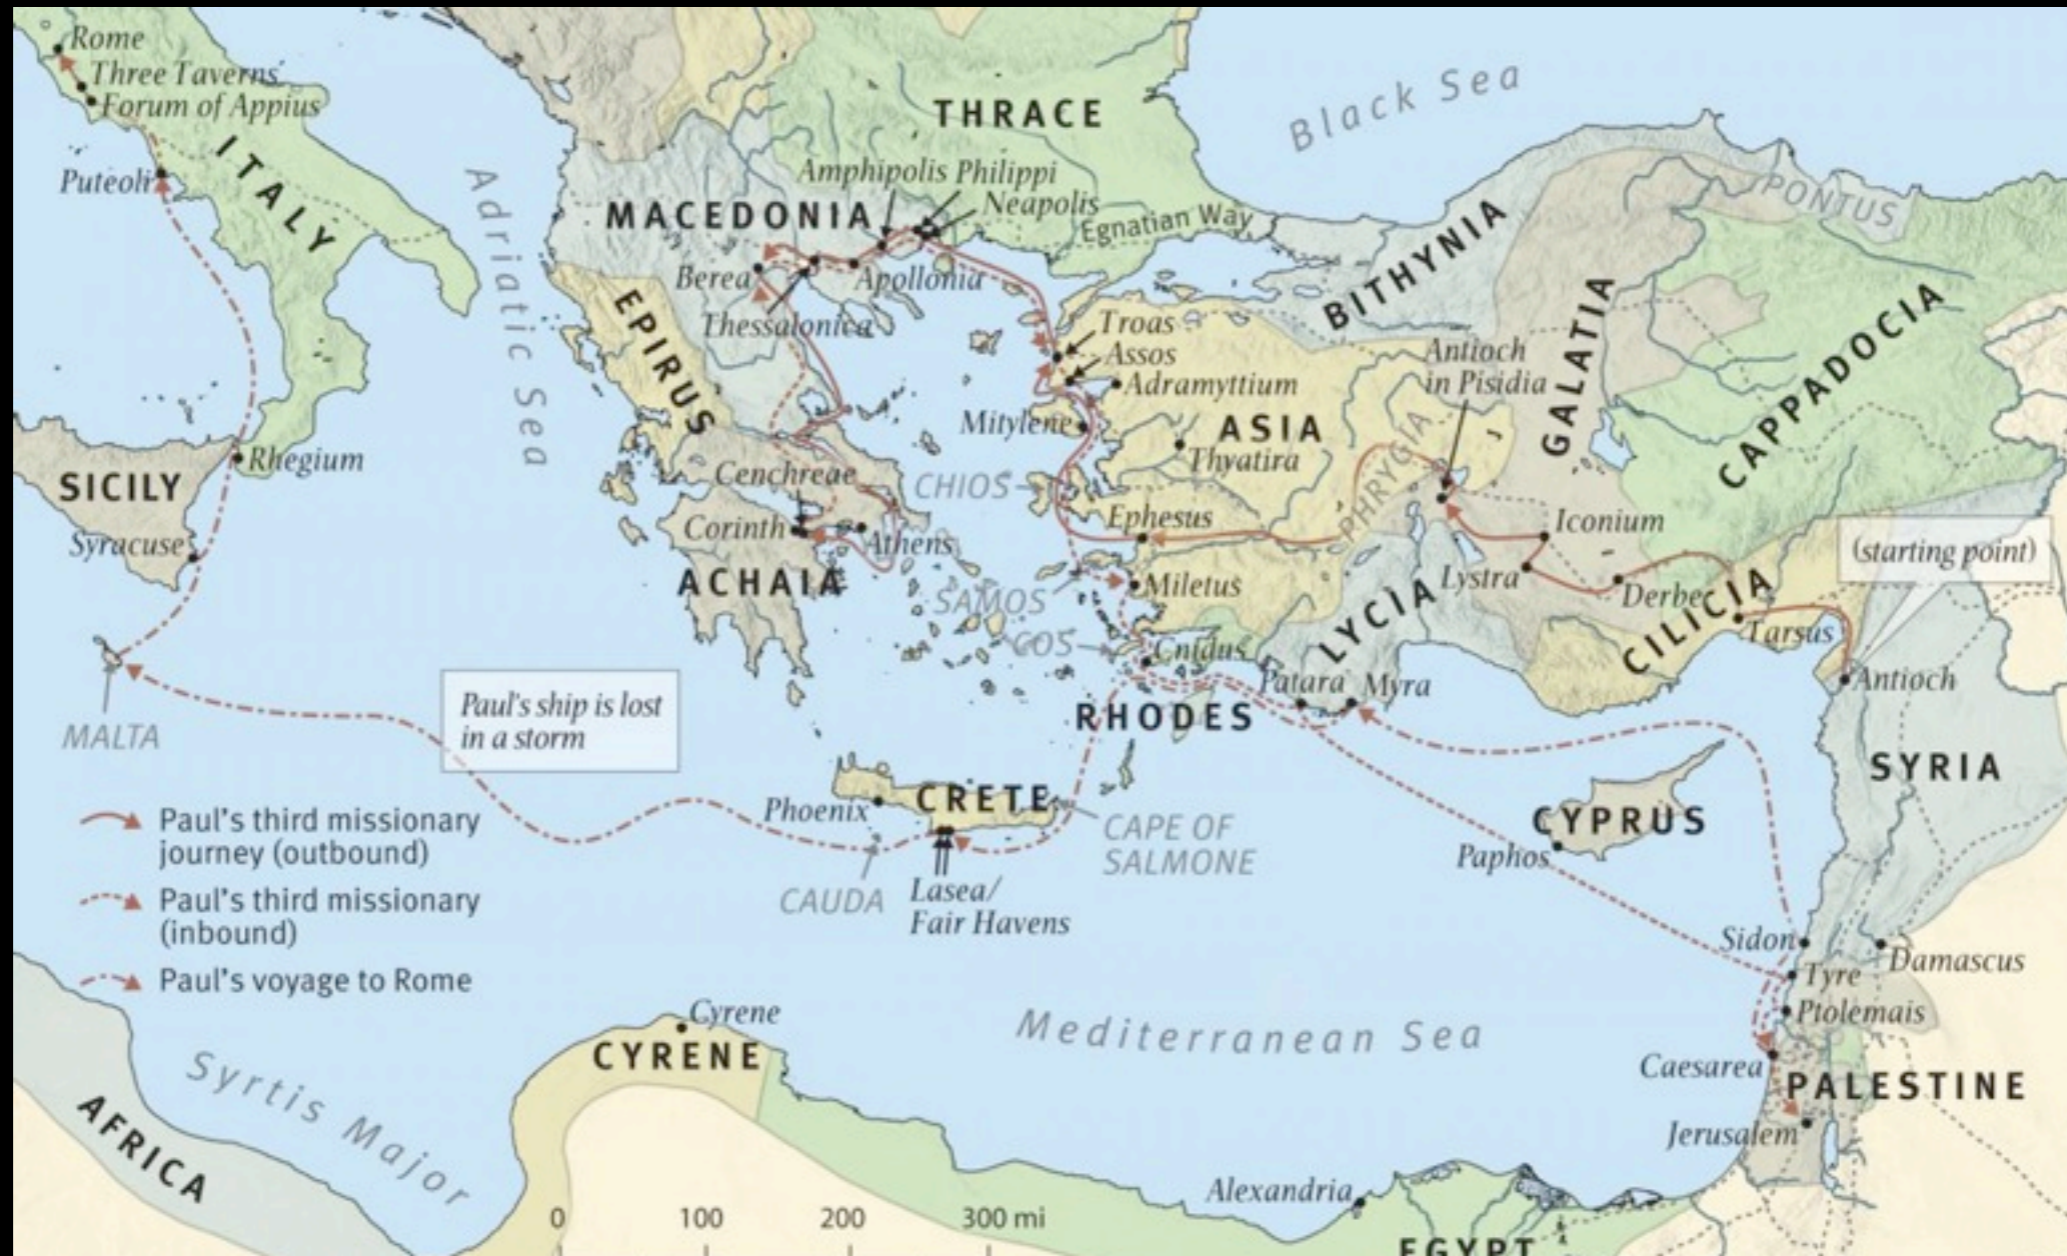 Rome
Three Taverns
Forum of Appius
ITALY
Puteoli
Adriatic Sea
THRACE
Black Sea
Amphipolis Philippi
Neapolis
MACEDONIA
Egnatian Way
PONTUS
BITHYNIA
Berea
Apollonia
Thessalonica
EPIRUS
GALATIA
CAPPADOCIA
Troas
Assos
Adramyttium
Antioch
in Pisidia
Mitylene
ASIA
Thyatira
PHRYGIA
Rhegium
SICILY
Syracuse
Cenchreae
CHIOS
Corinth
Athens
ACHAIA
Ephesus
Iconium
(starting point)
Miletus
SAMOS
Lystra
Derbe
CILICIA
Tarsus
LYCIA
COS
Cnidus
Patara
Myra
Antioch
RHODES
MALTA
Paul's ship is lost
in a storm
SYRIA
Phoenix
CRETE
CYPRUS
Paphos
CAPE OF
SALMONE
CAUDA
Lasea/
Fair Havens
Paul's third missionary
journey (outbound)
Paul's third missionary
(inbound)
Paul's voyage to Rome
Sidon
Damascus
Tyre
Ptolemais
Cyrene
CYRENE
Mediterranean Sea
Syrtis Major
AFRICA
Caesarea
PALESTINE
Jerusalem
Alexandria
EGYPT
0 100 200 300 mi